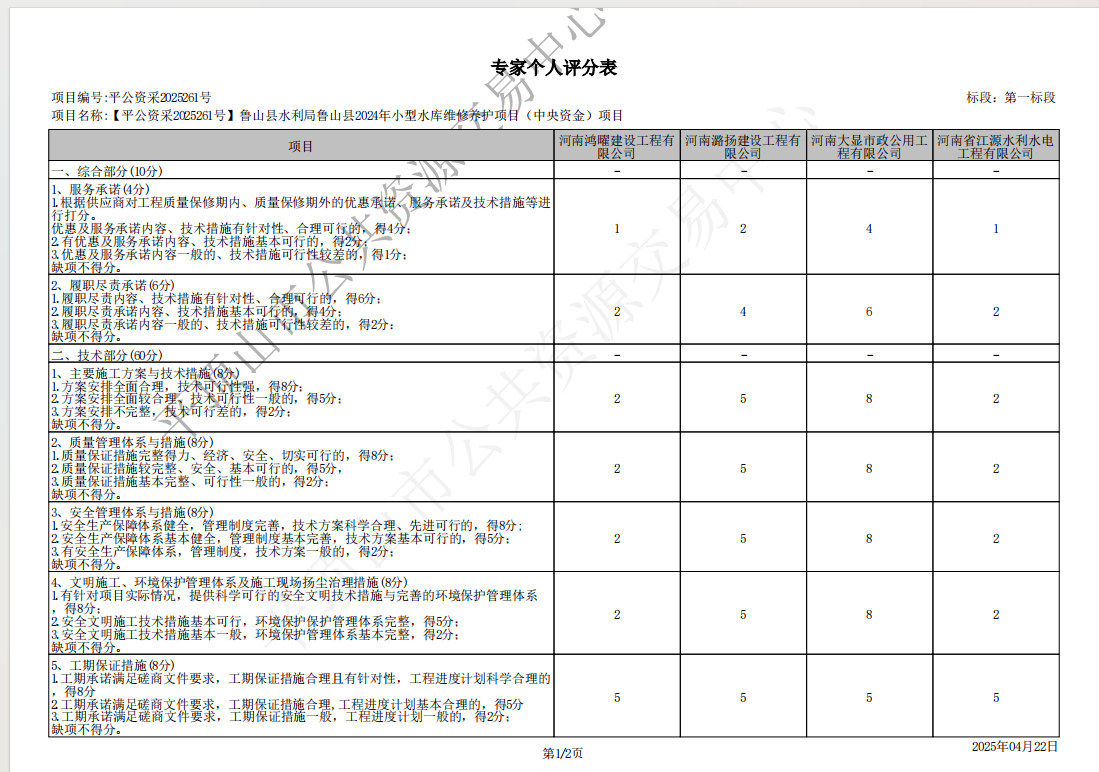 专家个人评分表
项目编号:平公资采2025261号
标段: 第一标段
项目名称:【平公资采2025261号】鲁山县水利局鲁山县2024年小型水库维修养护项目（中央资金）项目
项目
河南鸿曜建设工程有
限公司
河南潞扬建设工程有
限公司
河南大显市政公用工
程有限公司
河南省江源水利水电
工程有限公司
一、综合部分(10分)
-
-
-
-
1、服务承诺(4分)
1.根据供应商对工程质量保修期内、质量保修期外的优惠承诺、服务承诺及技术措施等进
行打分。
优惠及服务承诺内容、技术措施有针对性、合理可行的，得4分;
2.有优惠及服务承诺内容、技术措施基本可行的，得2分;
3.优惠及服务承诺内容一般的、技术措施可行性较差的，得1分;
缺项不得分。
1
2
4
1
2、履职尽责承诺(6分)
1.履职尽责内容、技术措施有针对性、合理可行的，得6分;
2.履职尽责承诺内容、技术措施基本可行的，得4分;
3.履职尽责承诺内容一般的、技术措施可行性较差的，得2分;
缺项不得分。
2
4
6
2
二、技术部分(60分)
-
-
-
-
1、主要施工方案与技术措施(8分)
1.方案安排全面合理，技术可行性强，得8分;
2.方案安排全面较合理，技术可行性一般的，得5分;
3.方案安排不完整，技术可行差的，得2分;
缺项不得分。
2
5
8
2
2、质量管理体系与措施(8分)
1.质量保证措施完整得力、经济、安全、切实可行的，得8分;
2.质量保证措施较完整、安全、基本可行的，得5分,
3.质量保证措施基本完整、可行性一般的，得2分;
缺项不得分。
2
5
8
2
3、安全管理体系与措施(8分)
1.安全生产保障体系健全，管理制度完善，技术方案科学合理、先进可行的，得8分;
2.安全生产保障体系基本健全，管理制度基本完善，技术方案基本可行的，得5分;
3.有安全生产保障体系，管理制度，技术方案一般的，得2分;
缺项不得分。
2
5
8
2
4、文明施工、环境保护管理体系及施工现场扬尘治理措施(8分)
1.有针对项目实际情况，提供科学可行的安全文明技术措施与完善的环境保护管理体系
，得8分;
2.安全文明施工技术措施基本可行，环境保护保护管理体系完整，得5分;
3.安全文明施工技术措施基本一般，环境保护管理体系基本完整，得2分;
缺项不得分。
2
5
8
2
5、工期保证措施(8分)
1.工期承诺满足磋商文件要求，工期保证措施合理且有针对性，工程进度计划科学合理的
，得8分
2.工期承诺满足磋商文件要求，工期保证措施合理,工程进度计划基本合理的，得5分
3.工期承诺满足磋商文件要求，工期保证措施一般，工程进度计划一般的，得2分;
缺项不得分。
5
5
5
5
第1/2页
2025年04月22日
平顶山市公共资源交易中心
平顶山市公共资源交易中心